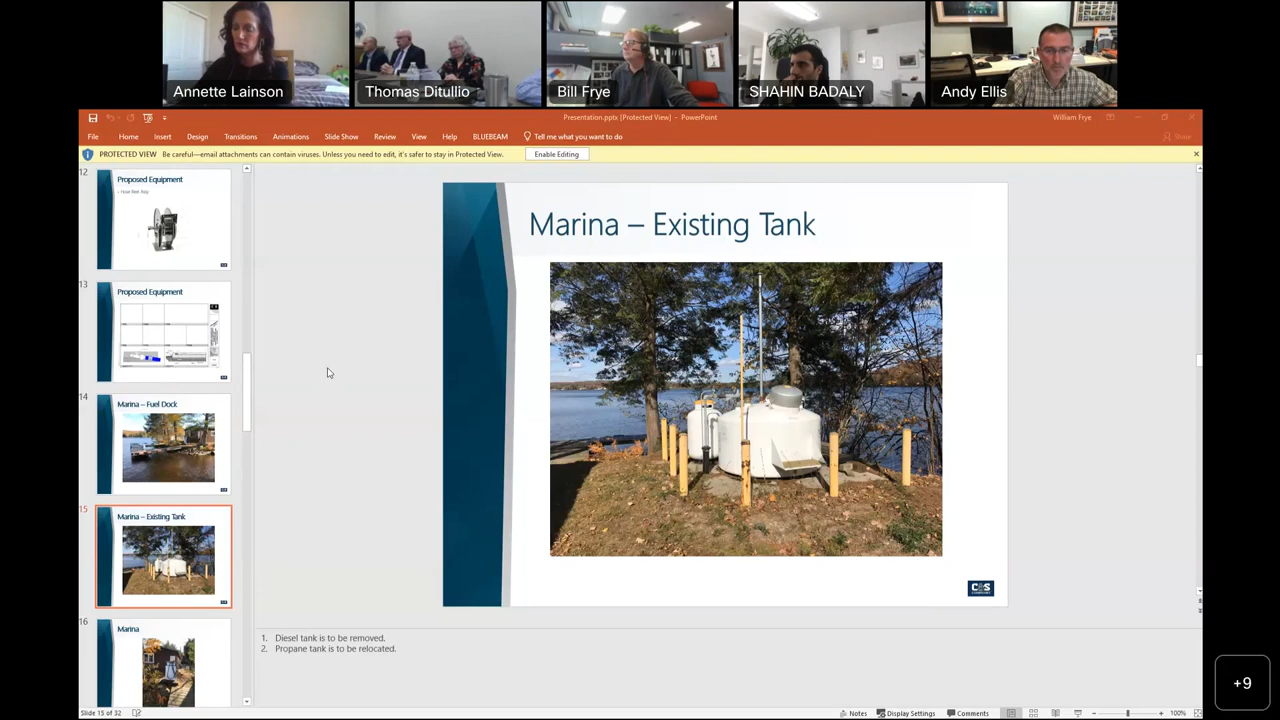 Annette Lainson
Thomas Ditullio
Bill Frye
SHAHIN BADALY
Andy Ellis
Presentation.pptx [Protected View] - PowerPoint
William Frye
File Home Insert Design Transitions Animations Slide Show Review View Help BLUEBEAM Tell me what you want to do
Share
PROTECTED VIEW Be careful—email attachments can contain viruses. Unless you need to edit, it's safer to stay in Protected View.
Enable Editing
12
Proposed Equipment
13
Proposed Equipment
14
Marina – Fuel Dock
15
Marina – Existing Tank
16
Marina
Marina – Existing Tank
C&S
COMPANIES
1. Diesel tank is to be removed.
2. Propane tank is to be relocated.
+9
Slide 15 of 32
Notes
Display Settings
Comments
100%